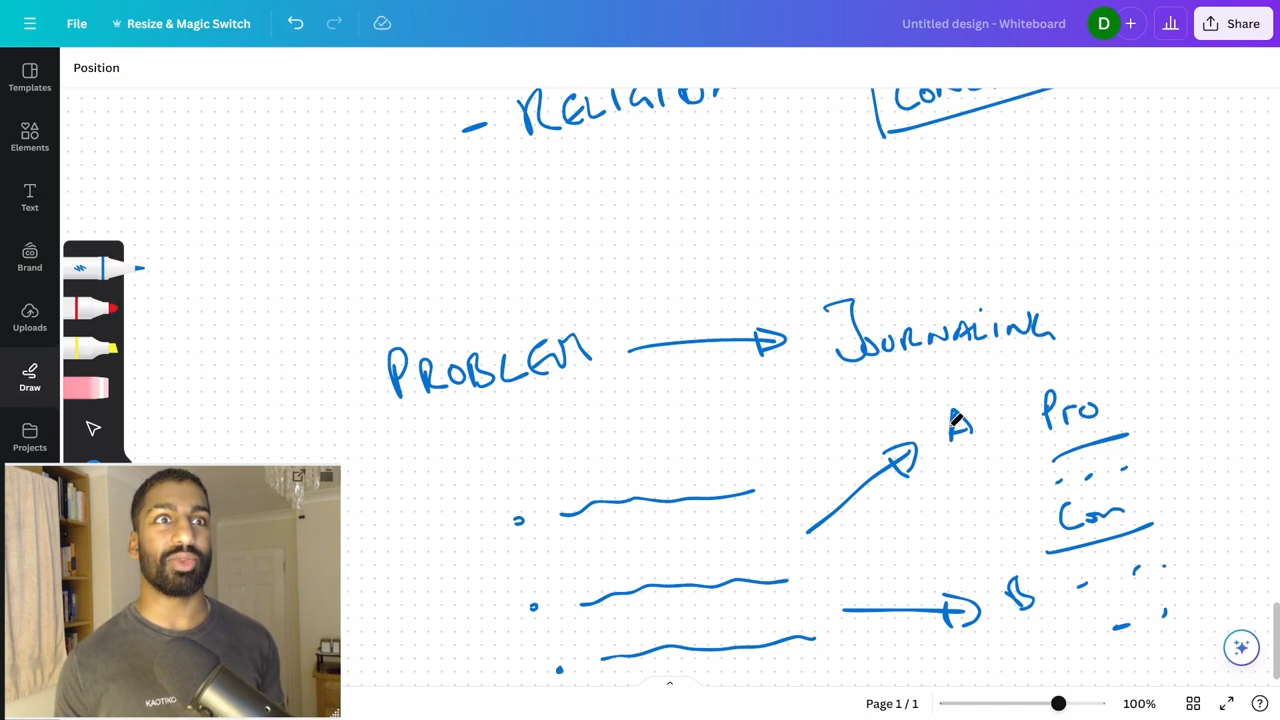 File
Resize & Magic Switch
Untitled design - Whiteboard
D
Share
Position
Templates
Elements
Text
Brand
Uploads
Draw
Projects
- RELIGION
PROBLEM
JOURNALING
A
Pro
Con
B
KAOTIKO
Page 1 / 1
100%